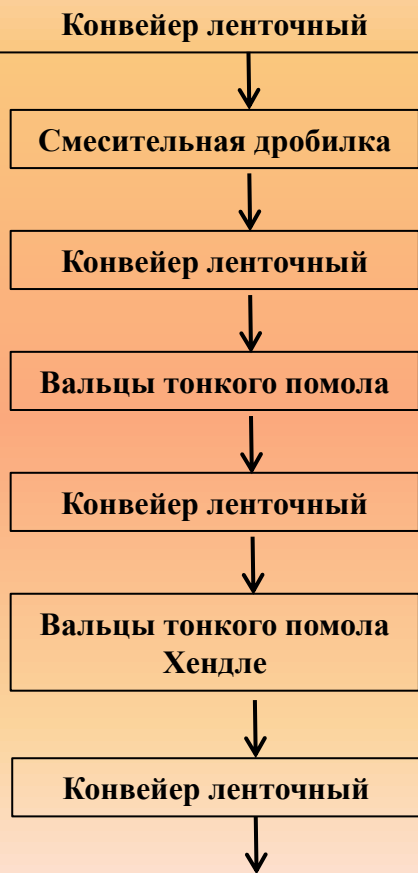 Конвейер ленточный
Смесительная дробилка
Конвейер ленточный
Вальцы тонкого помола
Конвейер ленточный
Вальцы тонкого помола
Хендле
Конвейер ленточный